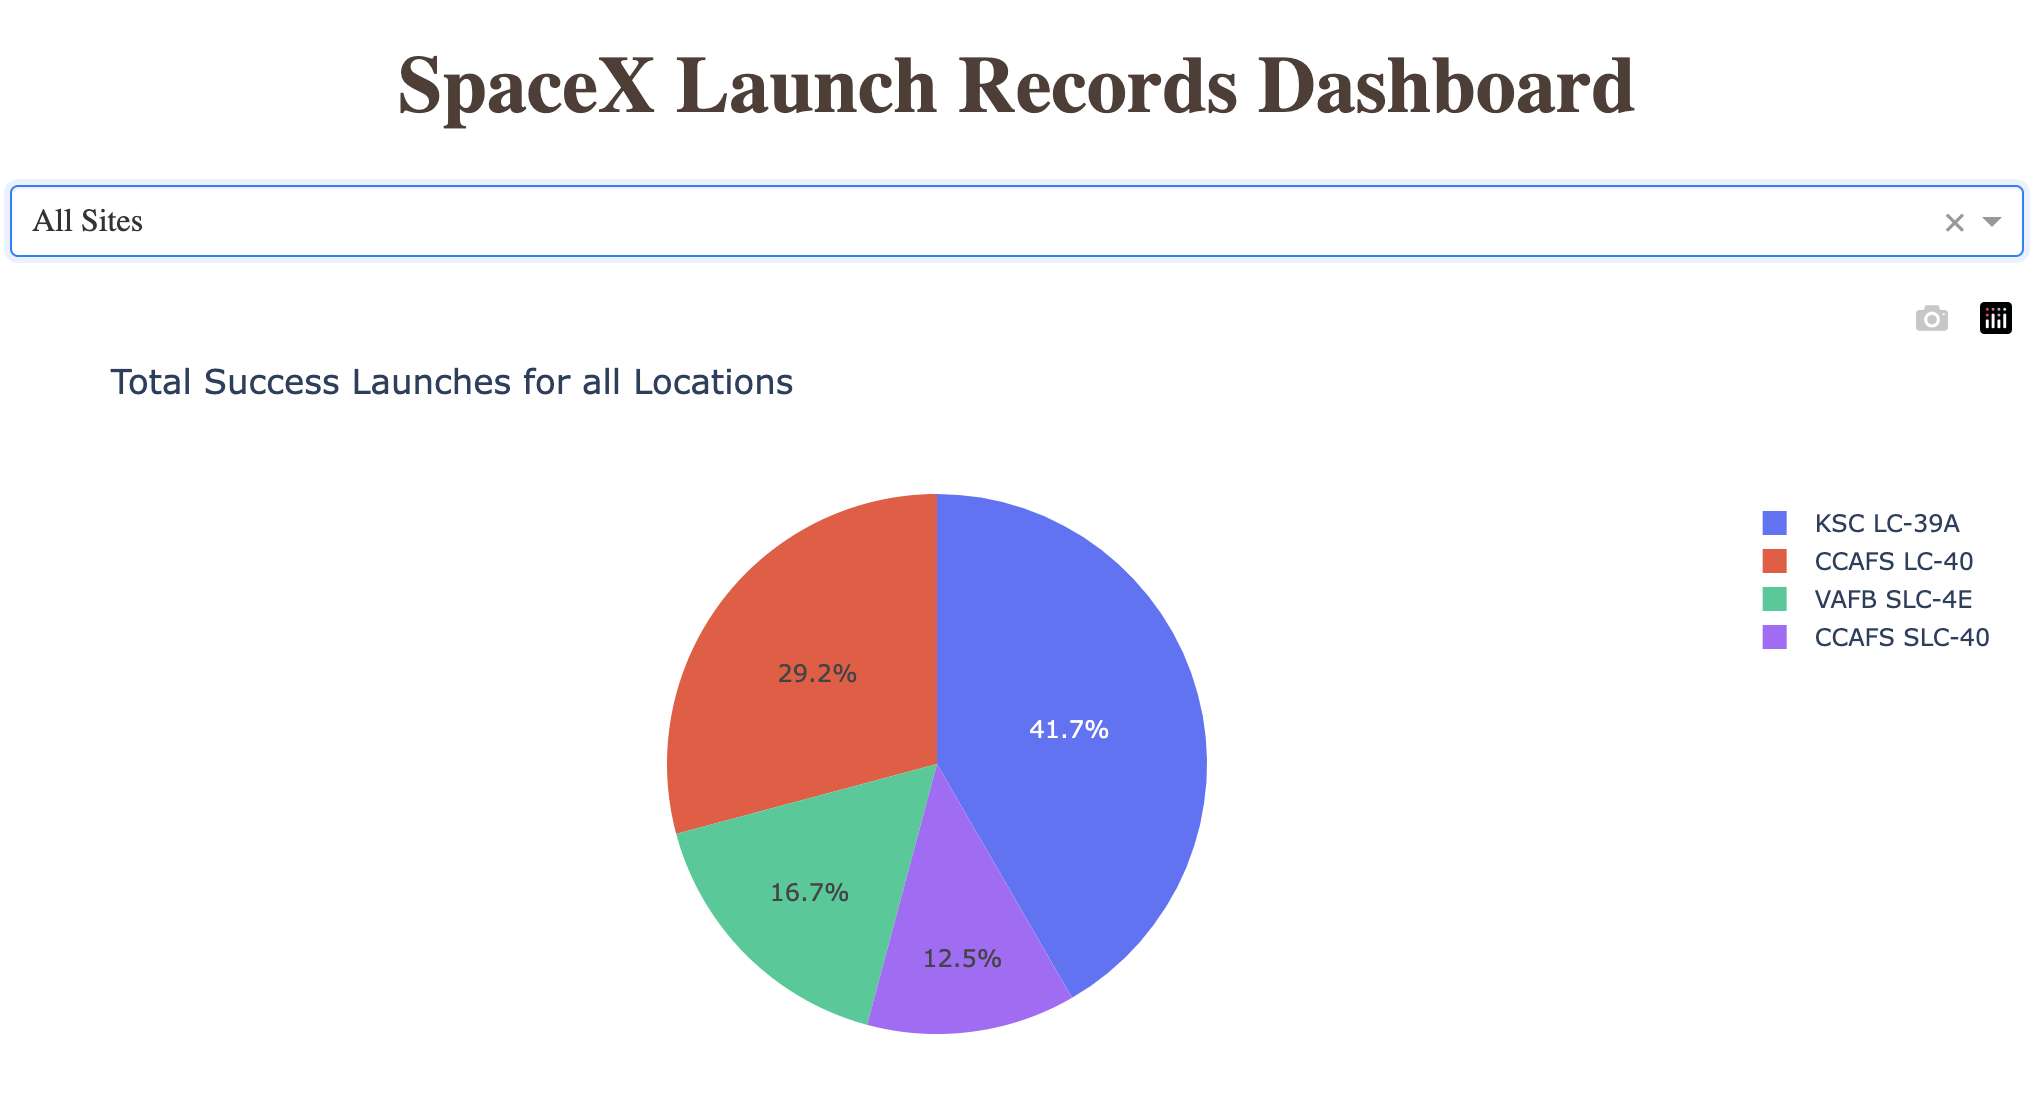 SpaceX Launch Records Dashboard
All Sites
Total Success Launches for all Locations
KSC LC-39A
CCAFS LC-40
VAFB SLC-4E
CCAFS SLC-40
29.2%
41.7%
16.7%
12.5%